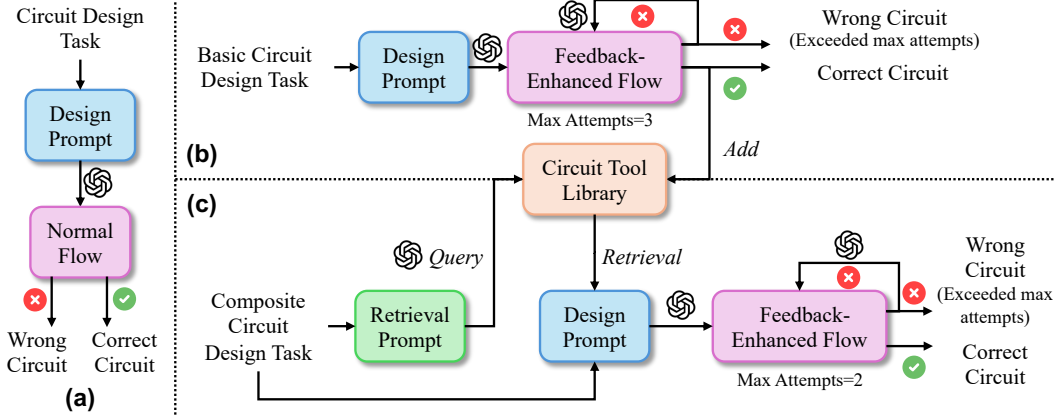 Circuit Design
Task
Design
Prompt
Normal
Flow
Wrong
Circuit
Correct
Circuit
(a)
Basic Circuit
Design Task
Design
Prompt
Feedback-
Enhanced Flow
Max Attempts=3
Wrong Circuit
(Exceeded max attempts)
Correct Circuit
(b)
Add
Circuit Tool
Library
(c)
Query
Retrieval
Composite
Circuit
Design Task
Retrieval
Prompt
Design
Prompt
Feedback-
Enhanced Flow
Max Attempts=2
Wrong
Circuit
(Exceeded max
attempts)
Correct
Circuit